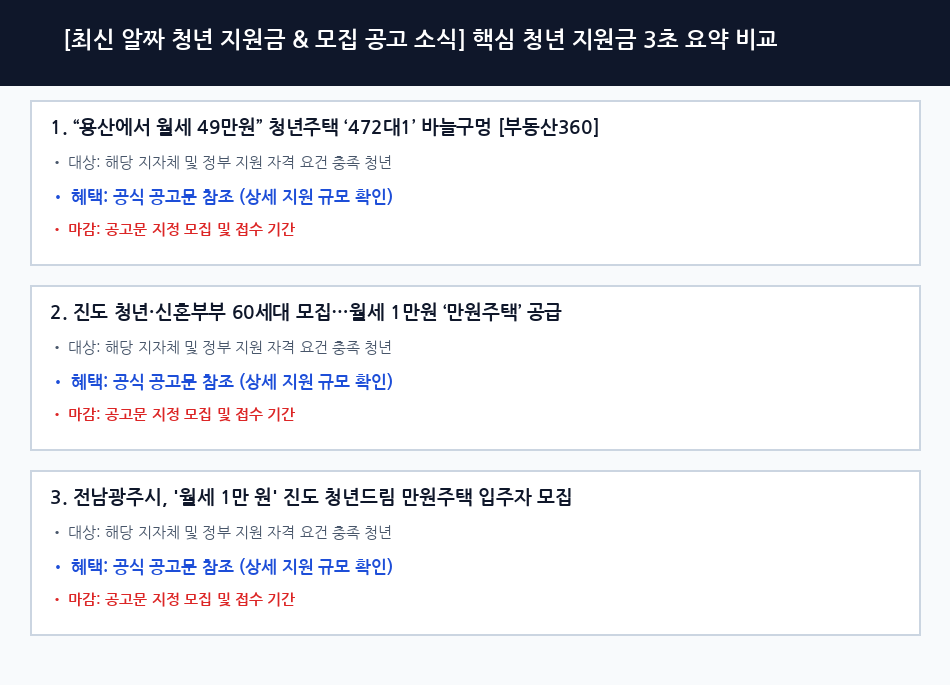 [최신 알짜 청년 지원금 & 모집 공고 소식] 핵심 청년 지원금 3초 요약 비교
1. “용산에서 월세 49만원” 청년주택 ‘472대1’ 바늘구멍 [부동산360]
• 대상: 해당 지자체 및 정부 지원 자격 요건 충족 청년
• 혜택: 공식 공고문 참조 (상세 지원 규모 확인)
• 마감: 공고문 지정 모집 및 접수 기간
2. 진도 청년·신혼부부 60세대 모집…월세 1만원 ‘만원주택’ 공급
• 대상: 해당 지자체 및 정부 지원 자격 요건 충족 청년
• 혜택: 공식 공고문 참조 (상세 지원 규모 확인)
• 마감: 공고문 지정 모집 및 접수 기간
3. 전남광주시, '월세 1만 원' 진도 청년드림 만원주택 입주자 모집
• 대상: 해당 지자체 및 정부 지원 자격 요건 충족 청년
• 혜택: 공식 공고문 참조 (상세 지원 규모 확인)
• 마감: 공고문 지정 모집 및 접수 기간